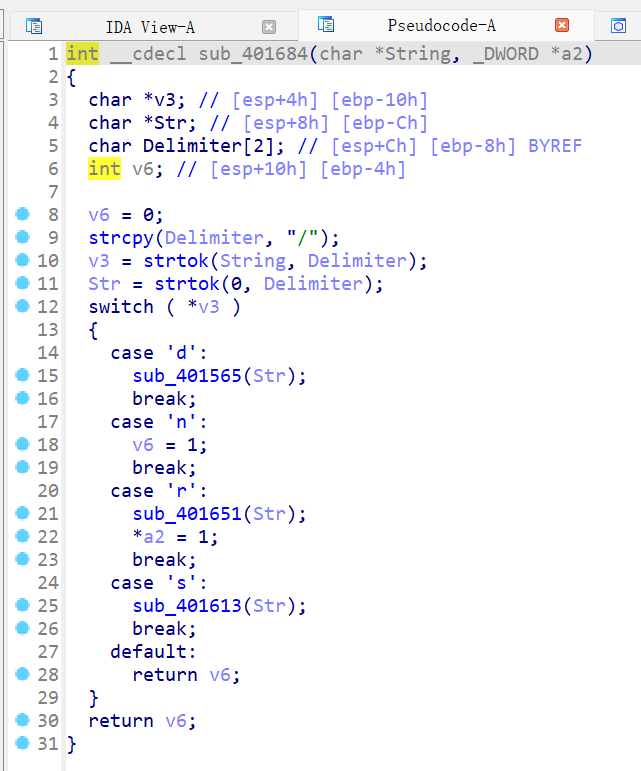 IDA View-A Pseudocode-A
1 int __cdecl sub_401684(char *String, _DWORD *a2)
2 {
3 char *v3; // [esp+4h] [ebp-10h]
4 char *Str; // [esp+8h] [ebp-Ch]
5 char Delimiter[2]; // [esp+Ch] [ebp-8h] BYREF
6 int v6; // [esp+10h] [ebp-4h]
7
8 v6 = 0;
9 strcpy(Delimiter, "/");
10 v3 = strtok(String, Delimiter);
11 Str = strtok(0, Delimiter);
12 switch ( *v3 )
13 {
14 case 'd':
15 sub_401565(Str);
16 break;
17 case 'n':
18 v6 = 1;
19 break;
20 case 'r':
21 sub_401651(Str);
22 *a2 = 1;
23 break;
24 case 's':
25 sub_401613(Str);
26 break;
27 default:
28 return v6;
29 }
30 return v6;
31 }